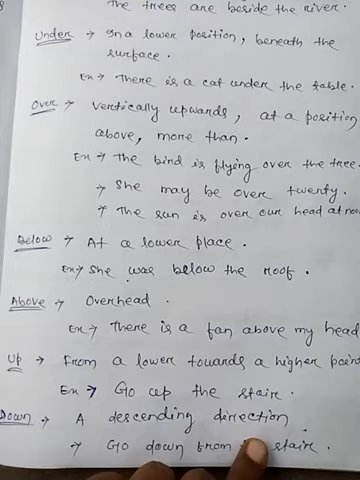 The trees are beside the river.
Under → In a lower position, beneath the
surface.
Ex → There is a cat under the table.
Over → Vertically upwards, at a position
above, more than.
Ex → The bird is flying over the tree.
→ She may be over twenty.
→ The sun is over our head at
Below → At a lower place.
Ex → She was below the roof.
Above → Overhead.
Ex → There is a fan above my head
Up → From a lower towards a higher point
Ex → Go up the stair.
Down → A descending direction.
→ Go down from stair.